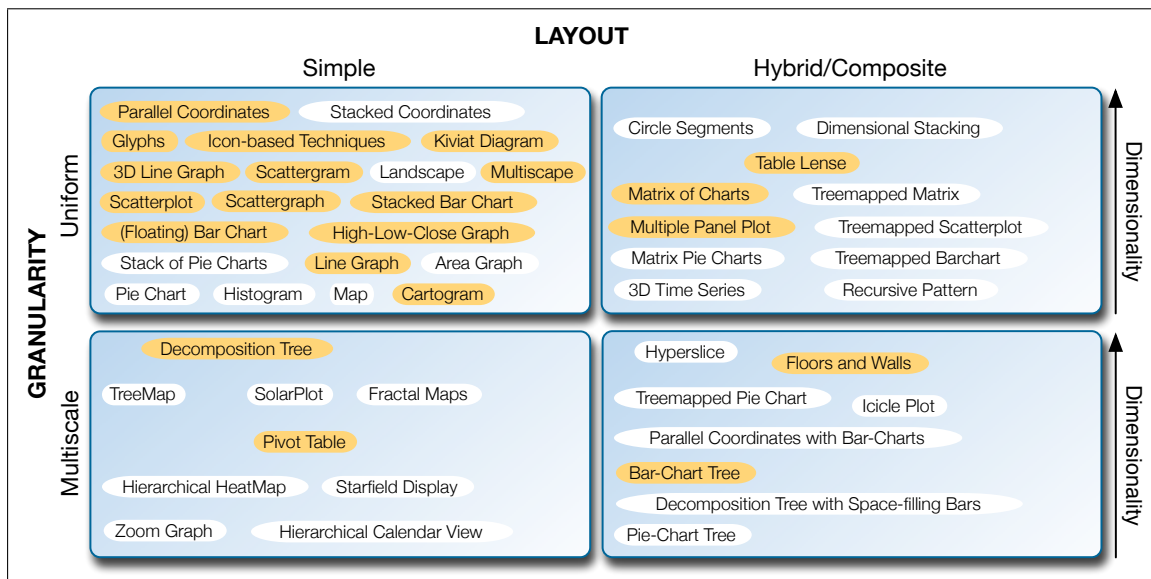 LAYOUT
Simple
Hybrid/Composite
GRANULARITY
Uniform
Parallel Coordinates Stacked Coordinates
Glyphs Icon-based Techniques Kiviat Diagram
3D Line Graph Scattergram Landscape Multiscape
Scatterplot Scattergraph Stacked Bar Chart
(Floating) Bar Chart High-Low-Close Graph
Stack of Pie Charts Line Graph Area Graph
Pie Chart Histogram Map Cartogram
Circle Segments Dimensional Stacking
Table Lense
Matrix of Charts Treemapped Matrix
Multiple Panel Plot Treemapped Scatterplot
Matrix Pie Charts Treemapped Barchart
3D Time Series Recursive Pattern
Dimensionality
Multiscale
Decomposition Tree
TreeMap SolarPlot Fractal Maps
Pivot Table
Hierarchical HeatMap Starfield Display
Zoom Graph Hierarchical Calendar View
Hyperslice
Floors and Walls
Treemapped Pie Chart
Icicle Plot
Parallel Coordinates with Bar-Charts
Bar-Chart Tree
Decomposition Tree with Space-filling Bars
Pie-Chart Tree
Dimensionality